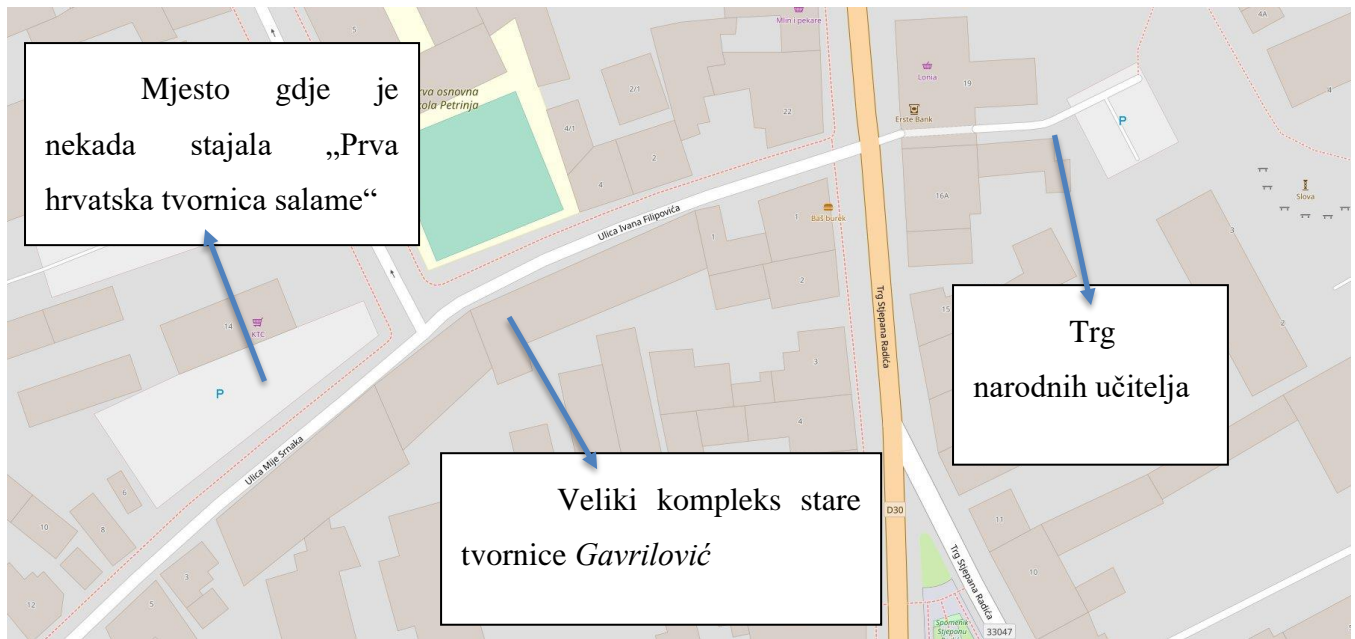 Mjesto gdje je
nekada stajala „Prva
hrvatska tvornica salame“
Trg
narodnih učitelja
Veliki kompleks stare
tvornice Gavrilović
Mlin i pekare
5
4A
2/1
22
4/1
2
4
osnovna
Petrinja
Lonia
19
Erste Bank
P
4
16A
Slova
3
Ulica Ivana Filipovića
1
1
Baš burek
2
14
KTC
P
Trg Stjepana Radića
15
2
3
4
Ulica Mije Srnaka
6
10
8
3
12
5
D30
11
10
Trg Stjepana Radića
Spomenik
Stjepanu
33047